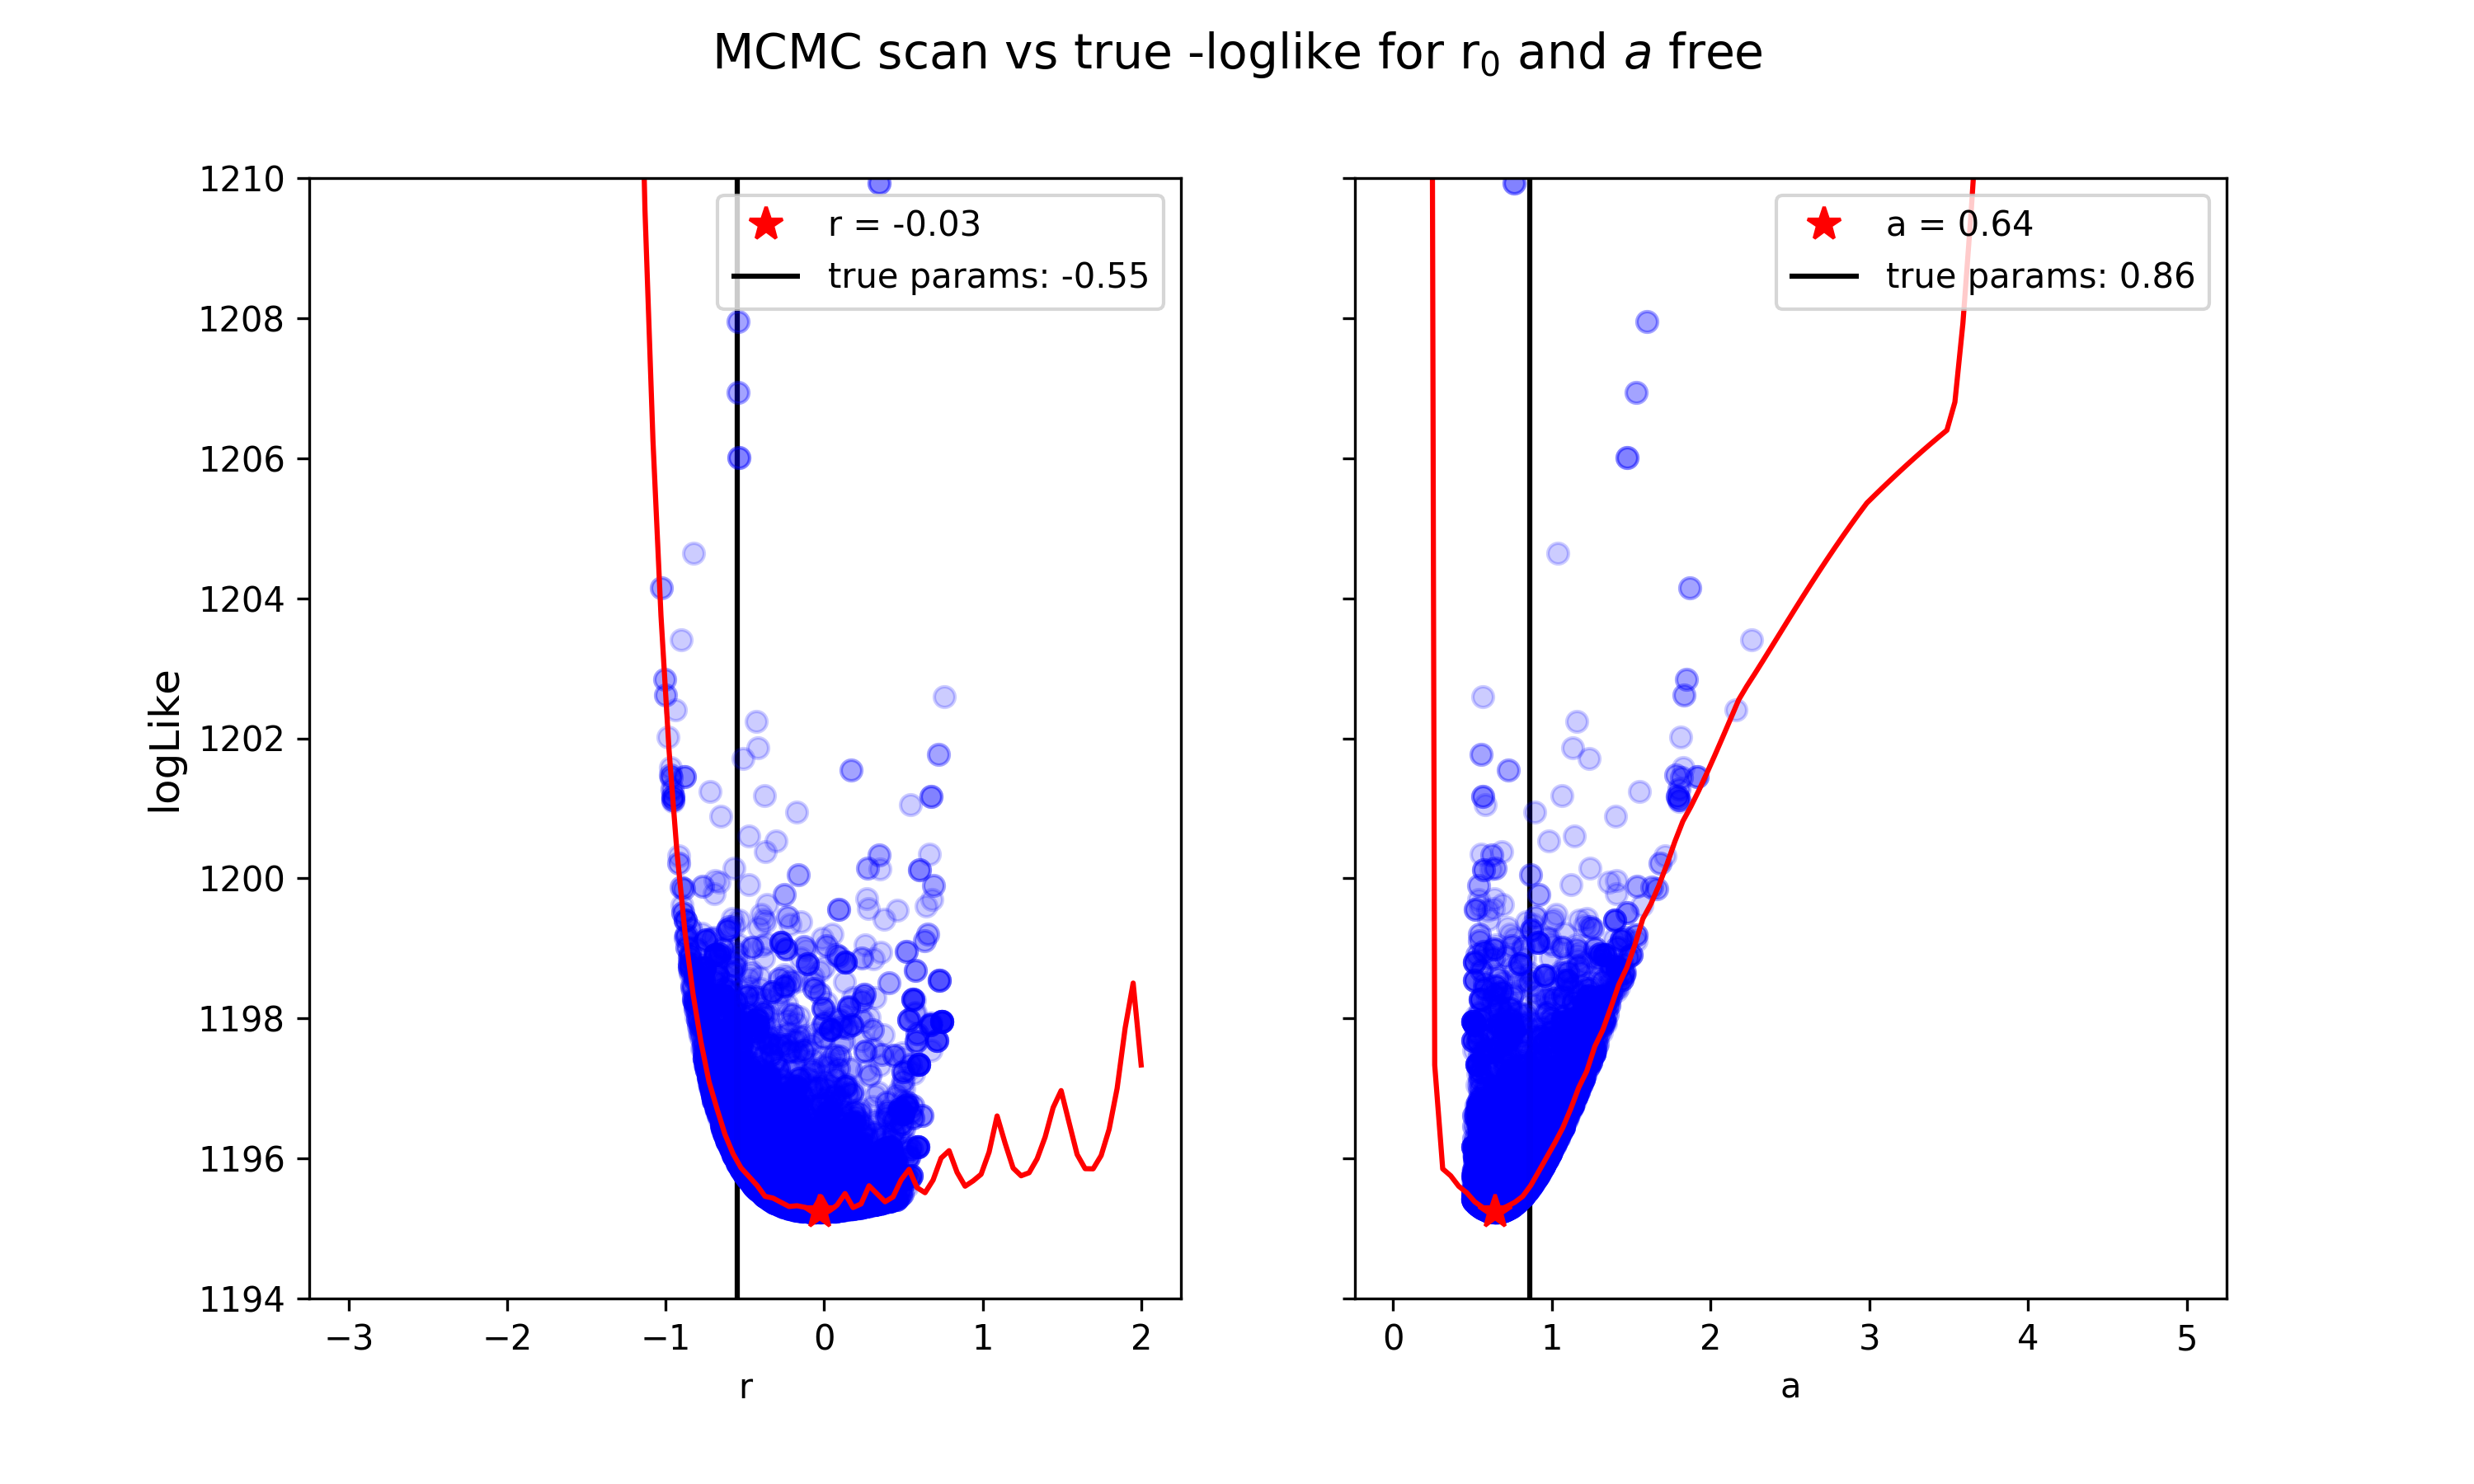 MCMC scan vs true -loglike for r₀ and a free
1210
1208
1206
1204
1202
1200
1198
1196
1194
logLike
r = -0.03
true params: -0.55
−3 −2 −1 0 1 2
r
a = 0.64
true params: 0.86
0 1 2 3 4 5
a